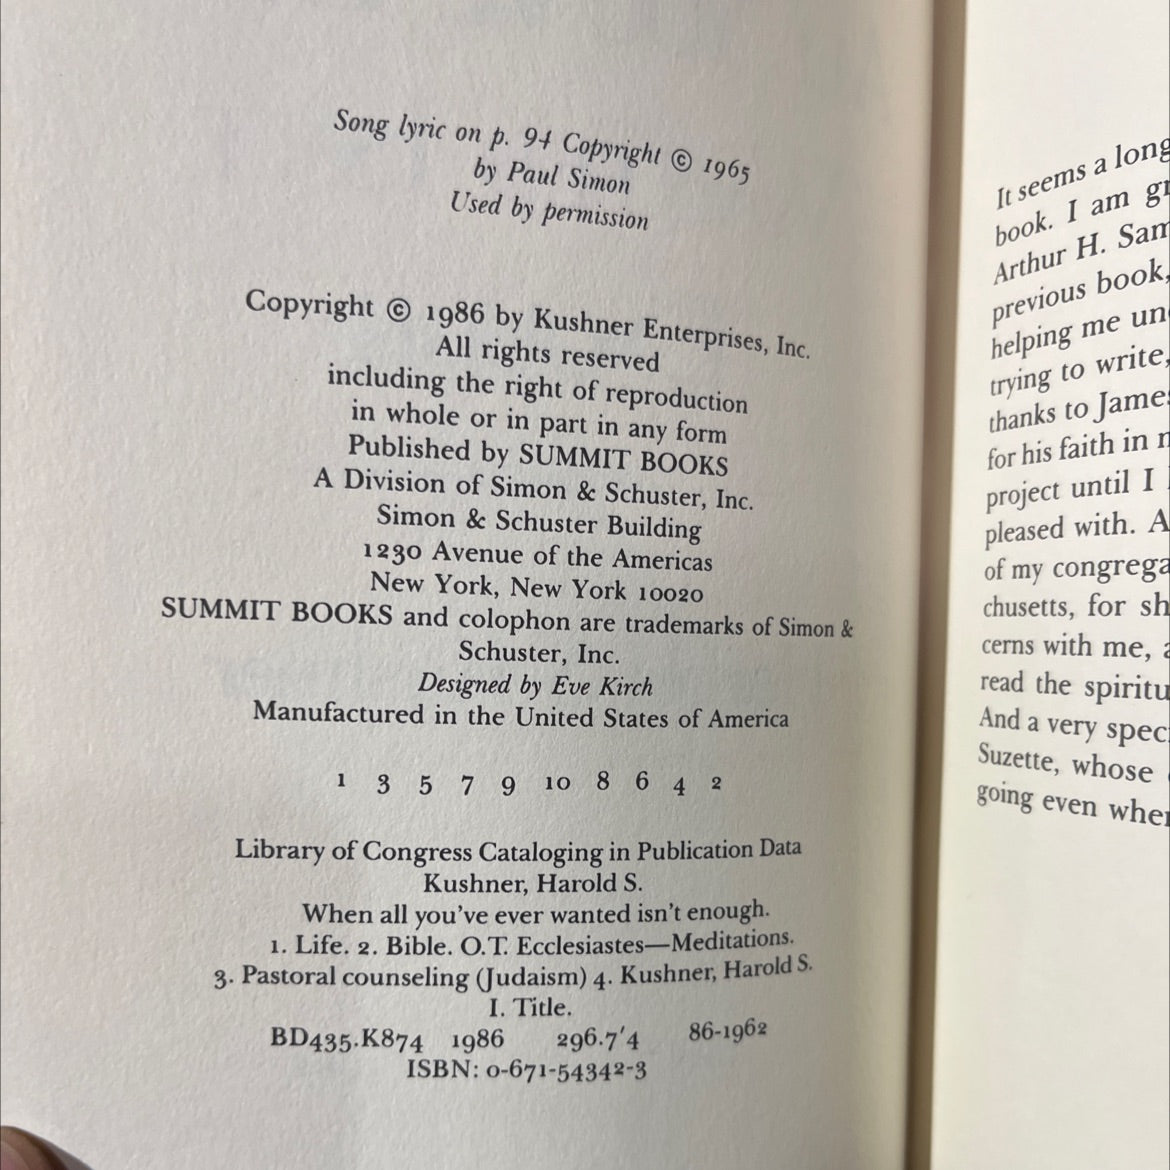 Song lyric on p. 94 Copyright © 1965
by Paul Simon
Used by permission
Copyright © 1986 by Kushner Enterprises, Inc.
All rights reserved
including the right of reproduction
in whole or in part in any form
Published by SUMMIT BOOKS
A Division of Simon & Schuster, Inc.
Simon & Schuster Building
1230 Avenue of the Americas
New York, New York 10020
SUMMIT BOOKS and colophon are trademarks of Simon &
Schuster, Inc.
Designed by Eve Kirch
Manufactured in the United States of America
1 3 5 7 9 10 8 6 4 2
Library of Congress Cataloging in Publication Data
Kushner, Harold S.
When all you've ever wanted isn't enough.
1. Life. 2. Bible. O.T. Ecclesiastes—Meditations.
3. Pastoral counseling (Judaism) 4. Kushner, Harold S.
I. Title.
BD435.K874 1986 296.7'4 86-1962
ISBN: 0-671-54342-3
It seems a long
book. I am
Arthur H.
previous book,
helping me
trying to write,
thanks to
for his faith in
project until I
pleased with.
of my
chusetts, for
cerns with me,
read the
And a very
Suzette, whose
going even